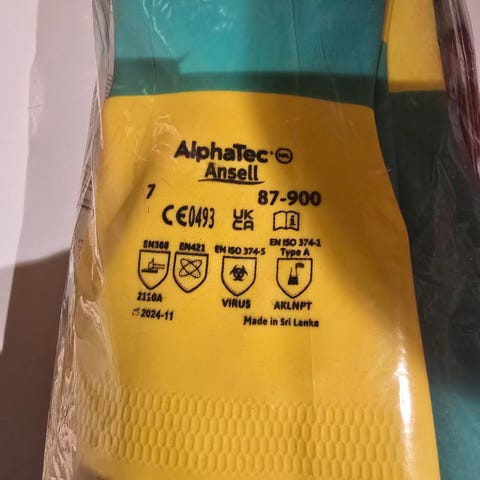 AlphaTec®
Ansell
7 87-900
CE0493 UK CA i
EN388 EN421 EN ISO 374-5 EN ISO 374-1 Type A
2110A VIRUS AKLNPT
2024-11 Made in Sri Lanka